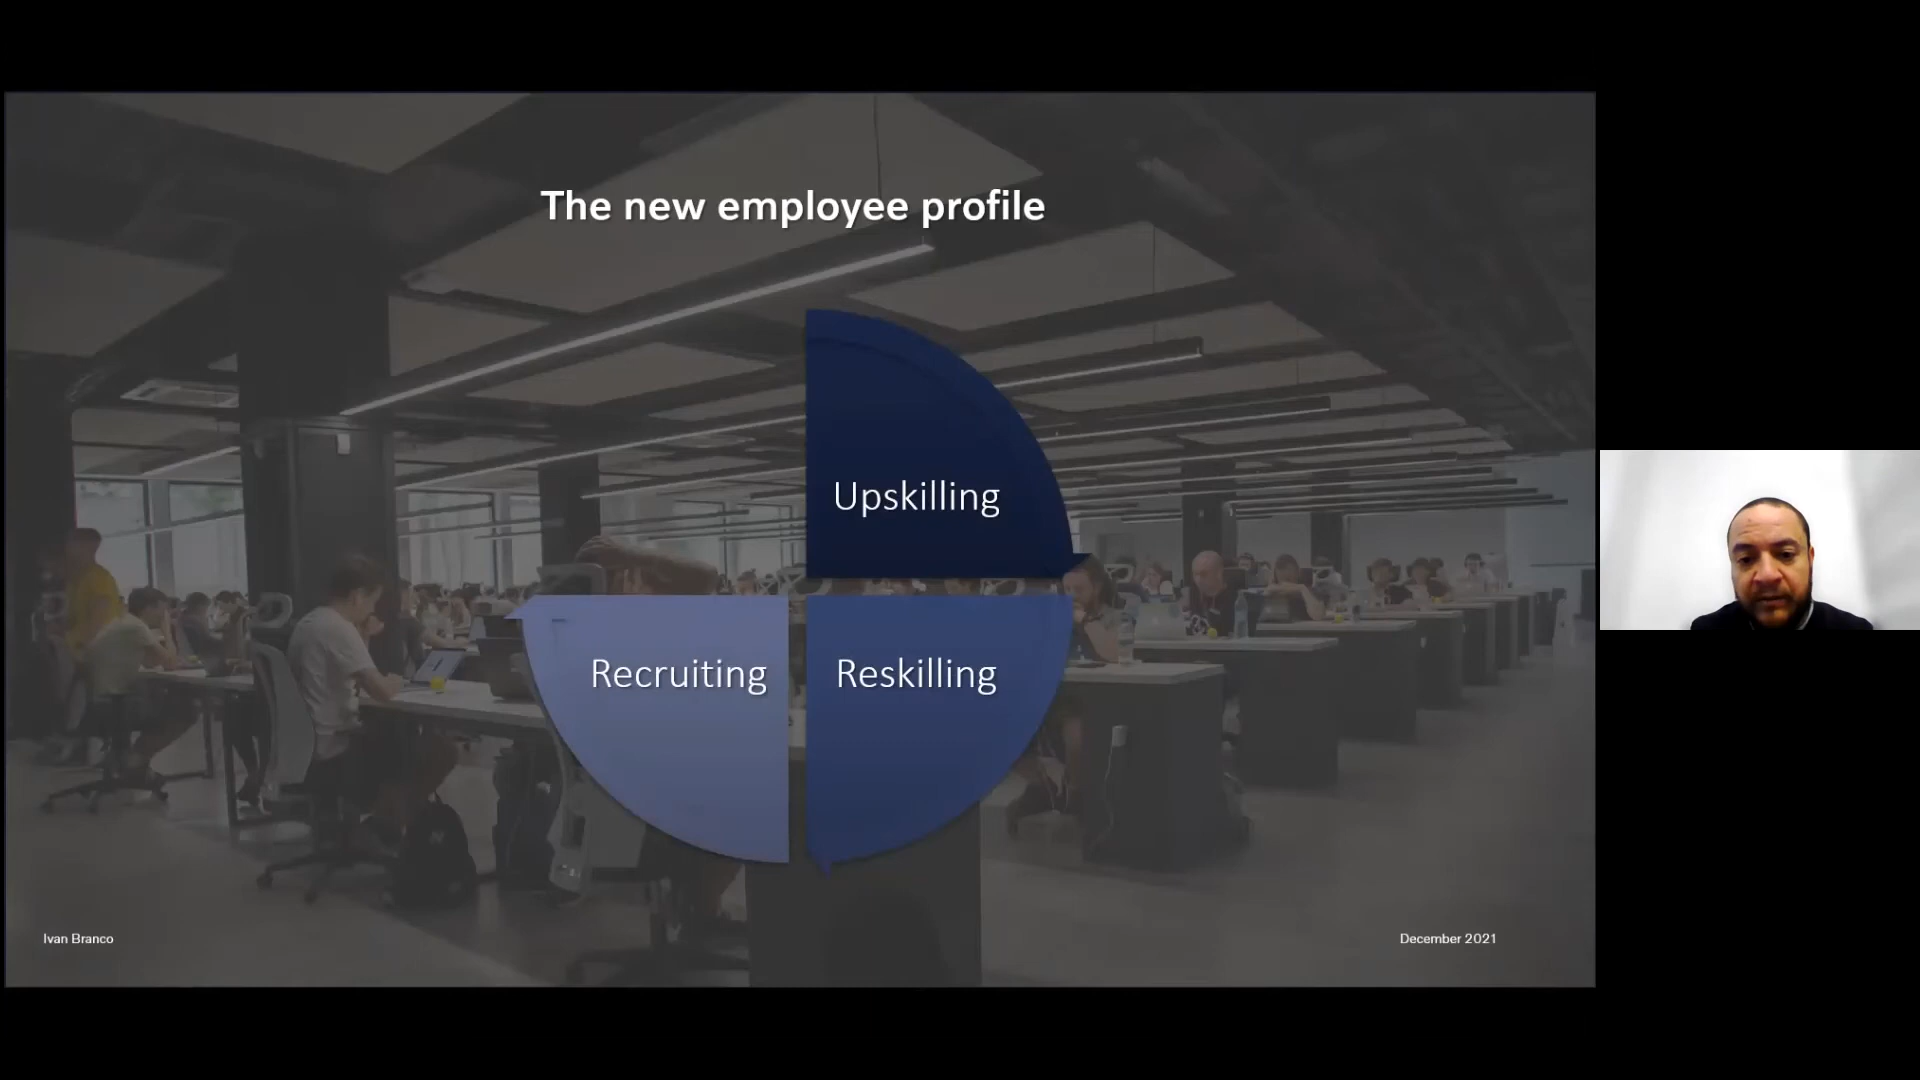 The new employee profile
Upskilling
Recruiting
Reskilling
Ivan Branco
December 2021